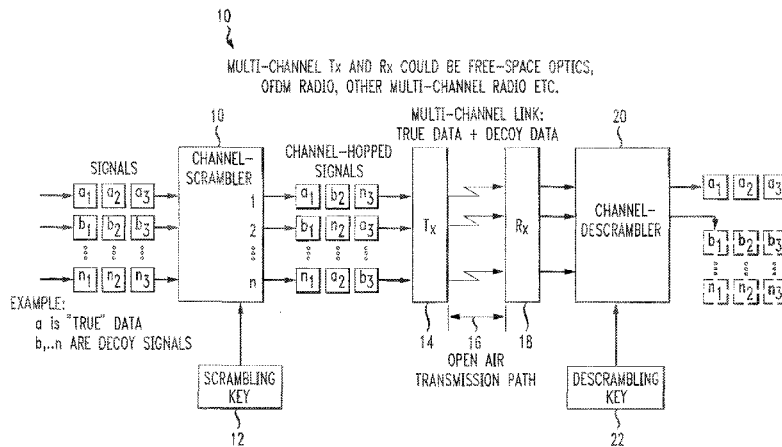 10
MULTI-CHANNEL Tx AND Rx COULD BE FREE-SPACE OPTICS,
OFDM RADIO, OTHER MULTI-CHANNEL RADIO ETC.
10
MULTI-CHANNEL LINK:
TRUE DATA + DECOY DATA
20
SIGNALS
CHANNEL-
SCRAMBLER
CHANNEL-HOPPED
SIGNALS
a1 a2 a3
1
a1 b2 n3
a1 a2 a3
b1 b2 b3
2
b1 n2 a3
Tx
Rx
CHANNEL-
DESCRAMBLER
b1 b2 b3
n1 n2 n3
n
n1 a2 b3
n1 n2 n3
EXAMPLE:
a is "TRUE" DATA
b,..n ARE DECOY SIGNALS
14
16
18
OPEN AIR
TRANSMISSION PATH
SCRAMBLING
KEY
DESCRAMBLING
KEY
12
22